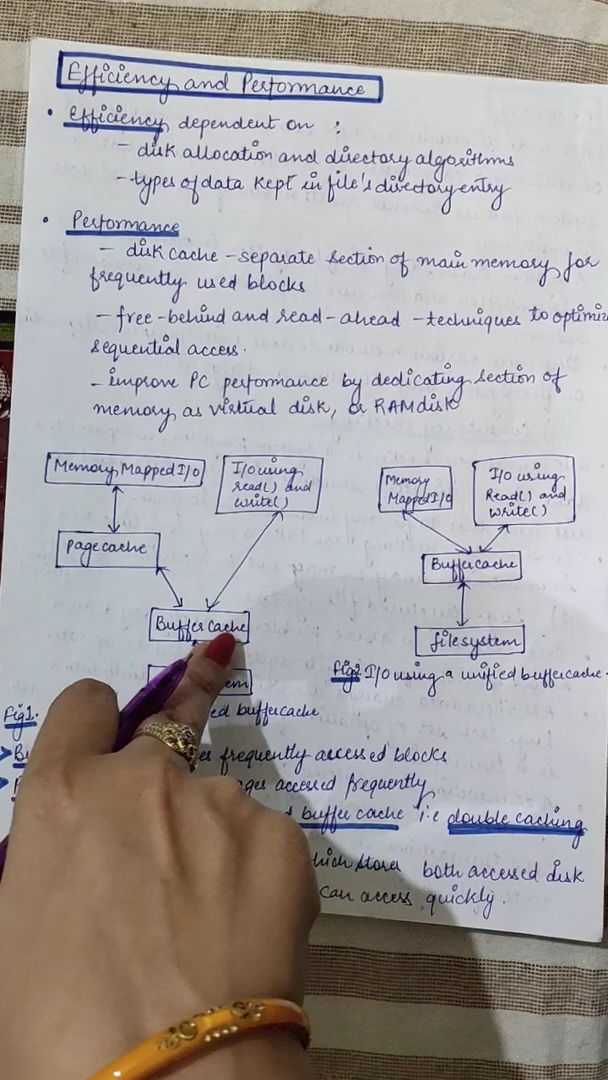 Efficiency and Performance
• Efficiency dependent on :
– disk allocation and directory algorithms
– types of data kept in file's directory entry
• Performance
– disk cache – separate section of main memory for
frequently used blocks
– free-behind and read-ahead – techniques to optimize
sequential access.
– improve PC performance by dedicating section of
memory as virtual disk, or RAM disk
Memory Mapped I/O
I/O using
read() and
write()
Page cache
Buffer cache
Fig1.
ed buffer cache
Memory
Mapped I/O
I/O using
Read() and
write()
Buffer cache
file system
Fig2 I/O using a unified buffer cache.
frequently accessed blocks
accessed frequently
buffer cache i.e double caching
which stores both accessed disk
can access quickly.